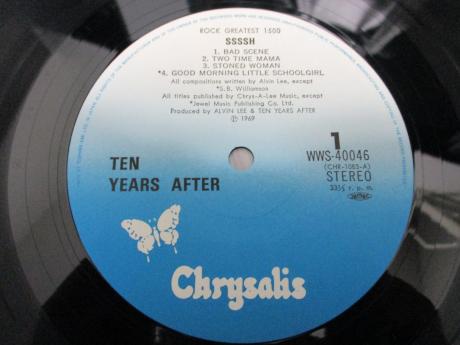 ROCK GREATEST 1500
SSSSH
1. BAD SCENE
2. TWO TIME MAMA
3. STONED WOMAN
*4. GOOD MORNING LITTLE SCHOOLGIRL
All compositions written by Alvin Lee, except
*S.B. Williamson
All titles published by Chrys-A-Lee Music, except
*Jewel Music Publishing Co. Ltd.
Produced by ALVIN LEE & TEN YEARS AFTER
Ⓟ 1969
1
WWS-40046
(CHR-1083-A)
STEREO
33⅓ r.p.m.
TEN
YEARS AFTER
Chrysalis